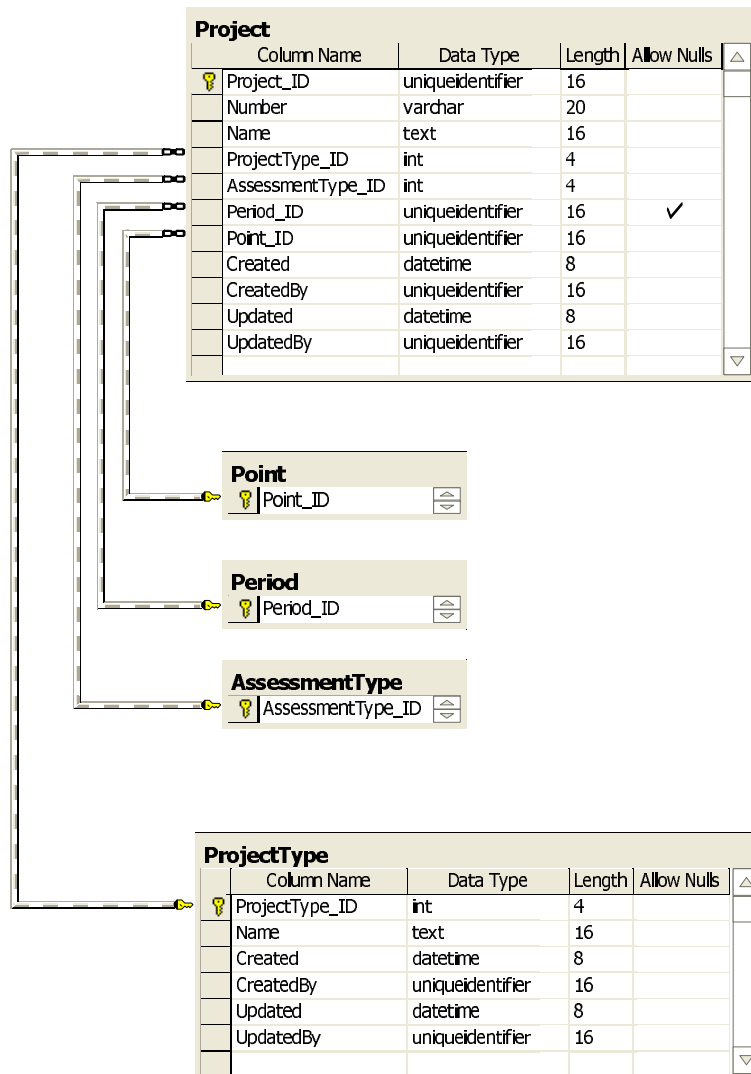 Project
Column Name Data Type Length Allow Nulls
Project_ID uniqueidentifier 16
Number varchar 20
Name text 16
ProjectType_ID int 4
AssessmentType_ID int 4
Period_ID uniqueidentifier 16 ✓
Point_ID uniqueidentifier 16
Created datetime 8
CreatedBy uniqueidentifier 16
Updated datetime 8
UpdatedBy uniqueidentifier 16
Point
Point_ID
Period
Period_ID
AssessmentType
AssessmentType_ID
ProjectType
Column Name Data Type Length Allow Nulls
ProjectType_ID int 4
Name text 16
Created datetime 8
CreatedBy uniqueidentifier 16
Updated datetime 8
UpdatedBy uniqueidentifier 16